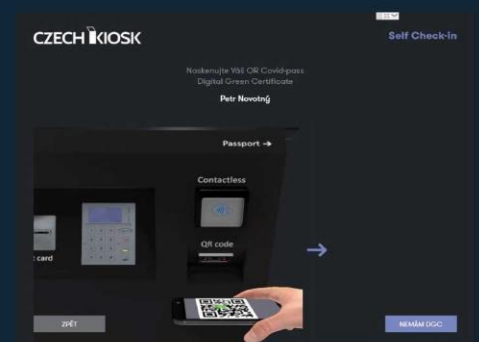 CZECH KIOSK
Self Check-in
Naskenujte Váš QR Covid-pass
Digital Green Certificate
Petr Novotný
Passport →
Contactless
QR code
card
→
ZPĚT
NEMÁM DGC